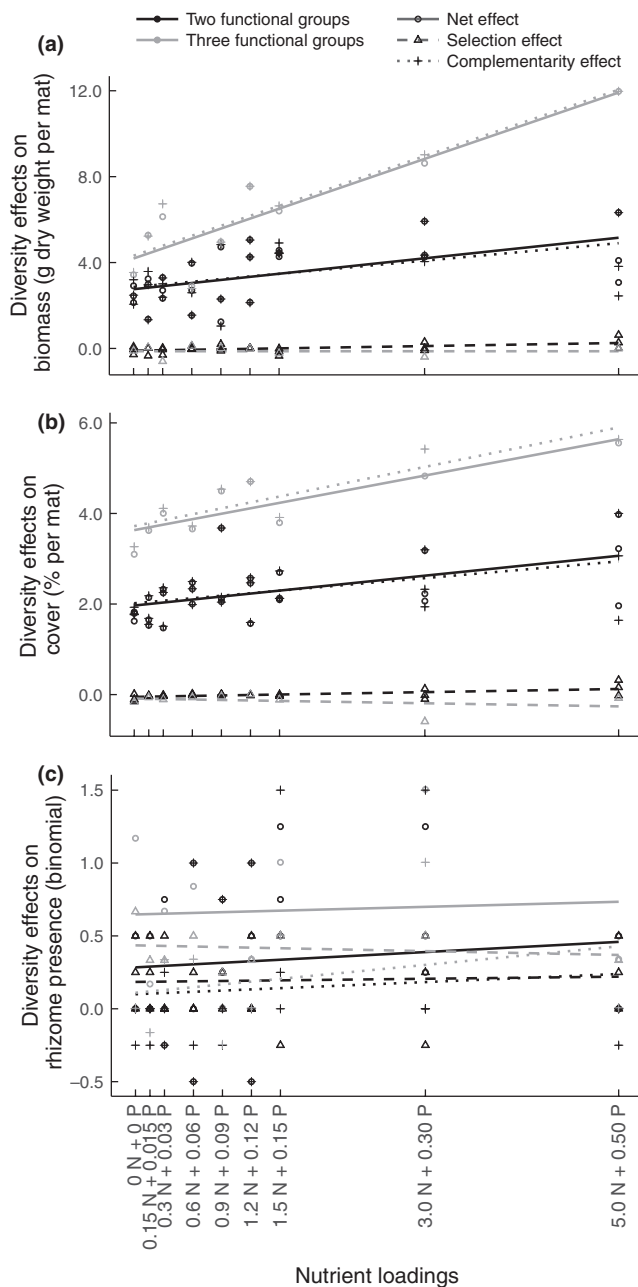 Two functional groups
Three functional groups
Net effect
Selection effect
Complementarity effect
(a)
Diversity effects on
biomass (g dry weight per mat)
12.0
8.0
4.0
0.0
(b)
Diversity effects on
cover (% per mat)
6.0
4.0
2.0
0.0
(c)
Diversity effects on
rhizome presence (binomial)
1.5
1.0
0.5
0.0
–0.5
0 N + 0 P
0.15 N + 0.015 P
0.3 N + 0.03 P
0.6 N + 0.06 P
0.9 N + 0.09 P
1.2 N + 0.12 P
1.5 N + 0.15 P
3.0 N + 0.30 P
5.0 N + 0.50 P
Nutrient loadings